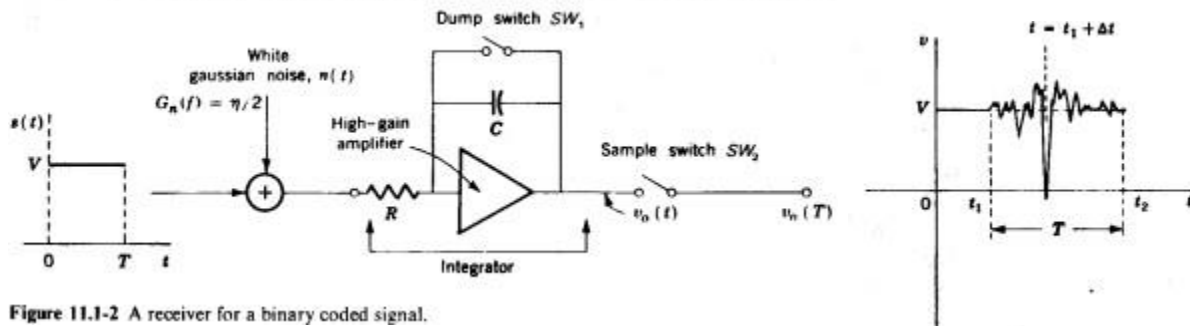 Dump switch SW₁
White
gaussian noise, n(t)
Gₙ(f) = η/2
s(t)
V
0
T
t
+
High-gain
amplifier
C
R
Integrator
Sample switch SW₂
vₒ(t)
vₒ(T)
v
t = t₁ + Δt
V
0
t₁
t₂
t
T
Figure 11.1-2 A receiver for a binary coded signal.